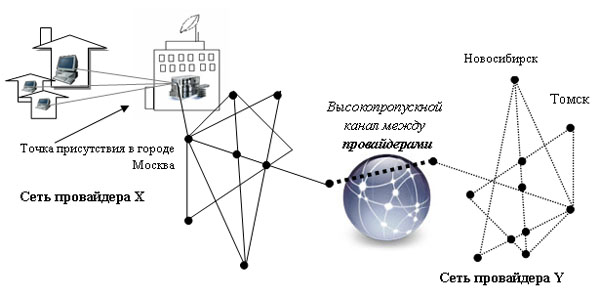 Новосибирск
Томск
Высокопропускной
канал между
провайдерами
Точка присутствия в городе
Москва
Сеть провайдера X
Сеть провайдера Y